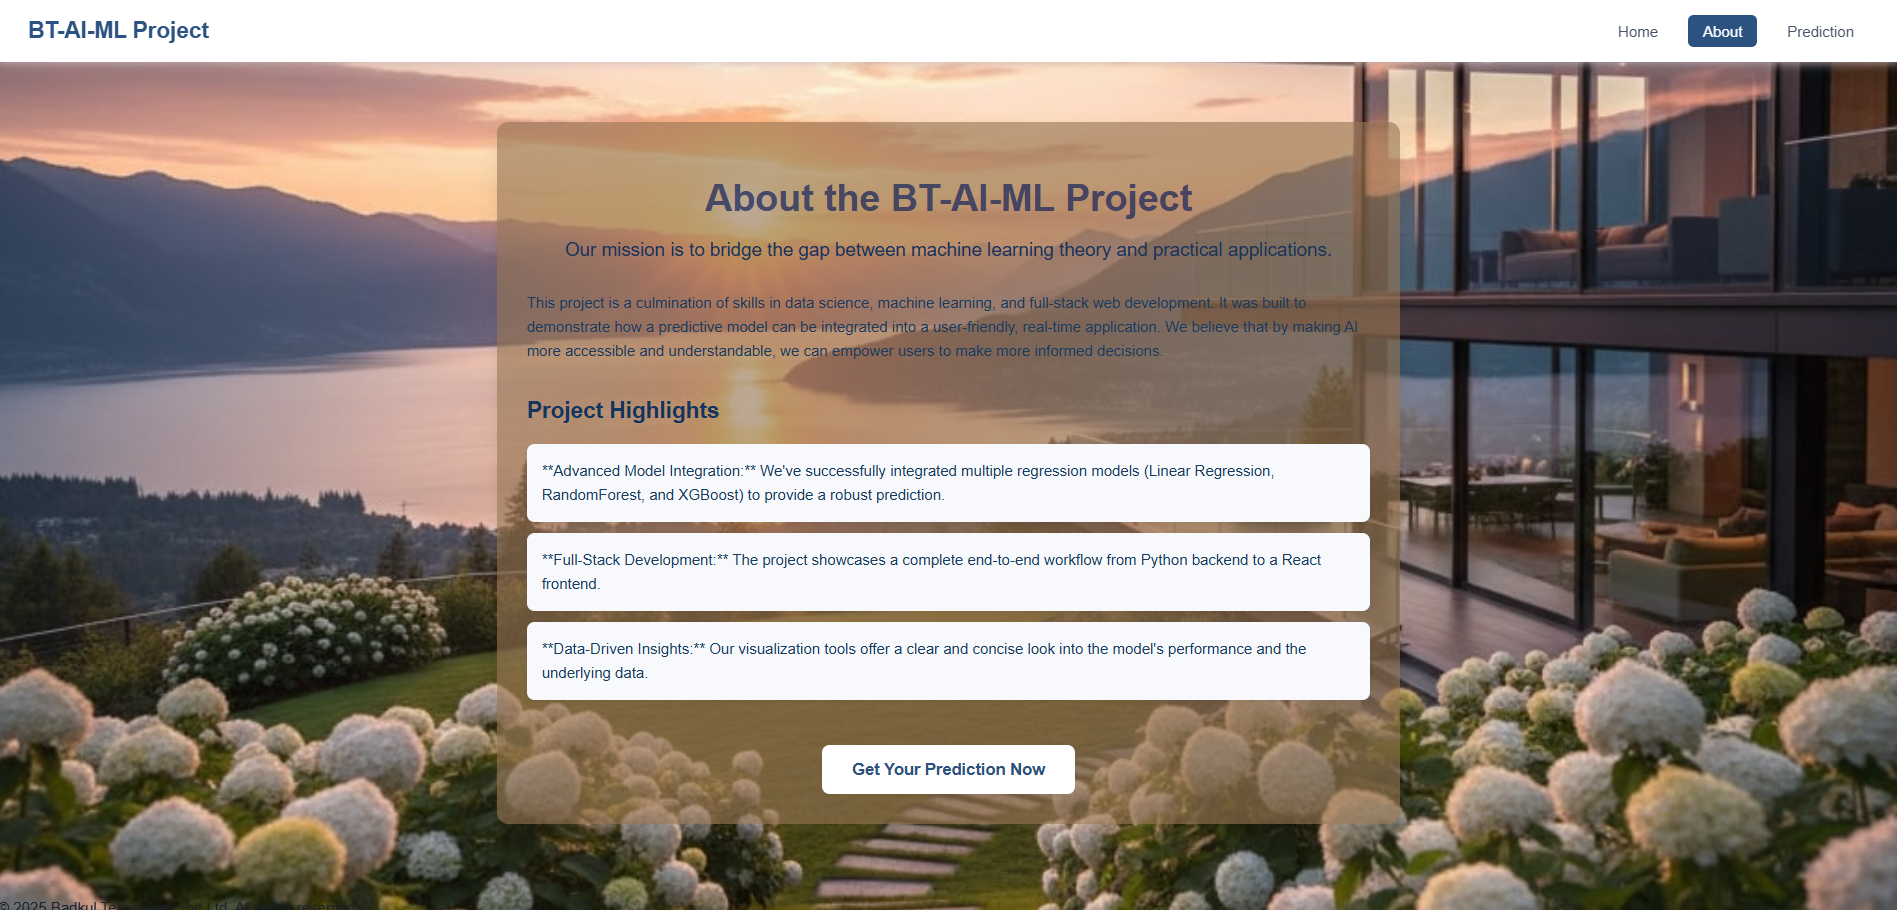 BT-AI-ML Project
Home
About
Prediction
About the BT-AI-ML Project
Our mission is to bridge the gap between machine learning theory and practical applications.
This project is a culmination of skills in data science, machine learning, and full-stack web development. It was built to
demonstrate how a predictive model can be integrated into a user-friendly, real-time application. We believe that by making AI
more accessible and understandable, we can empower users to make more informed decisions.
Project Highlights
**Advanced Model Integration:** We've successfully integrated multiple regression models (Linear Regression,
RandomForest, and XGBoost) to provide a robust prediction.
**Full-Stack Development:** The project showcases a complete end-to-end workflow from Python backend to a React
frontend.
**Data-Driven Insights:** Our visualization tools offer a clear and concise look into the model's performance and the
underlying data.
Get Your Prediction Now
© 2025 Badkul